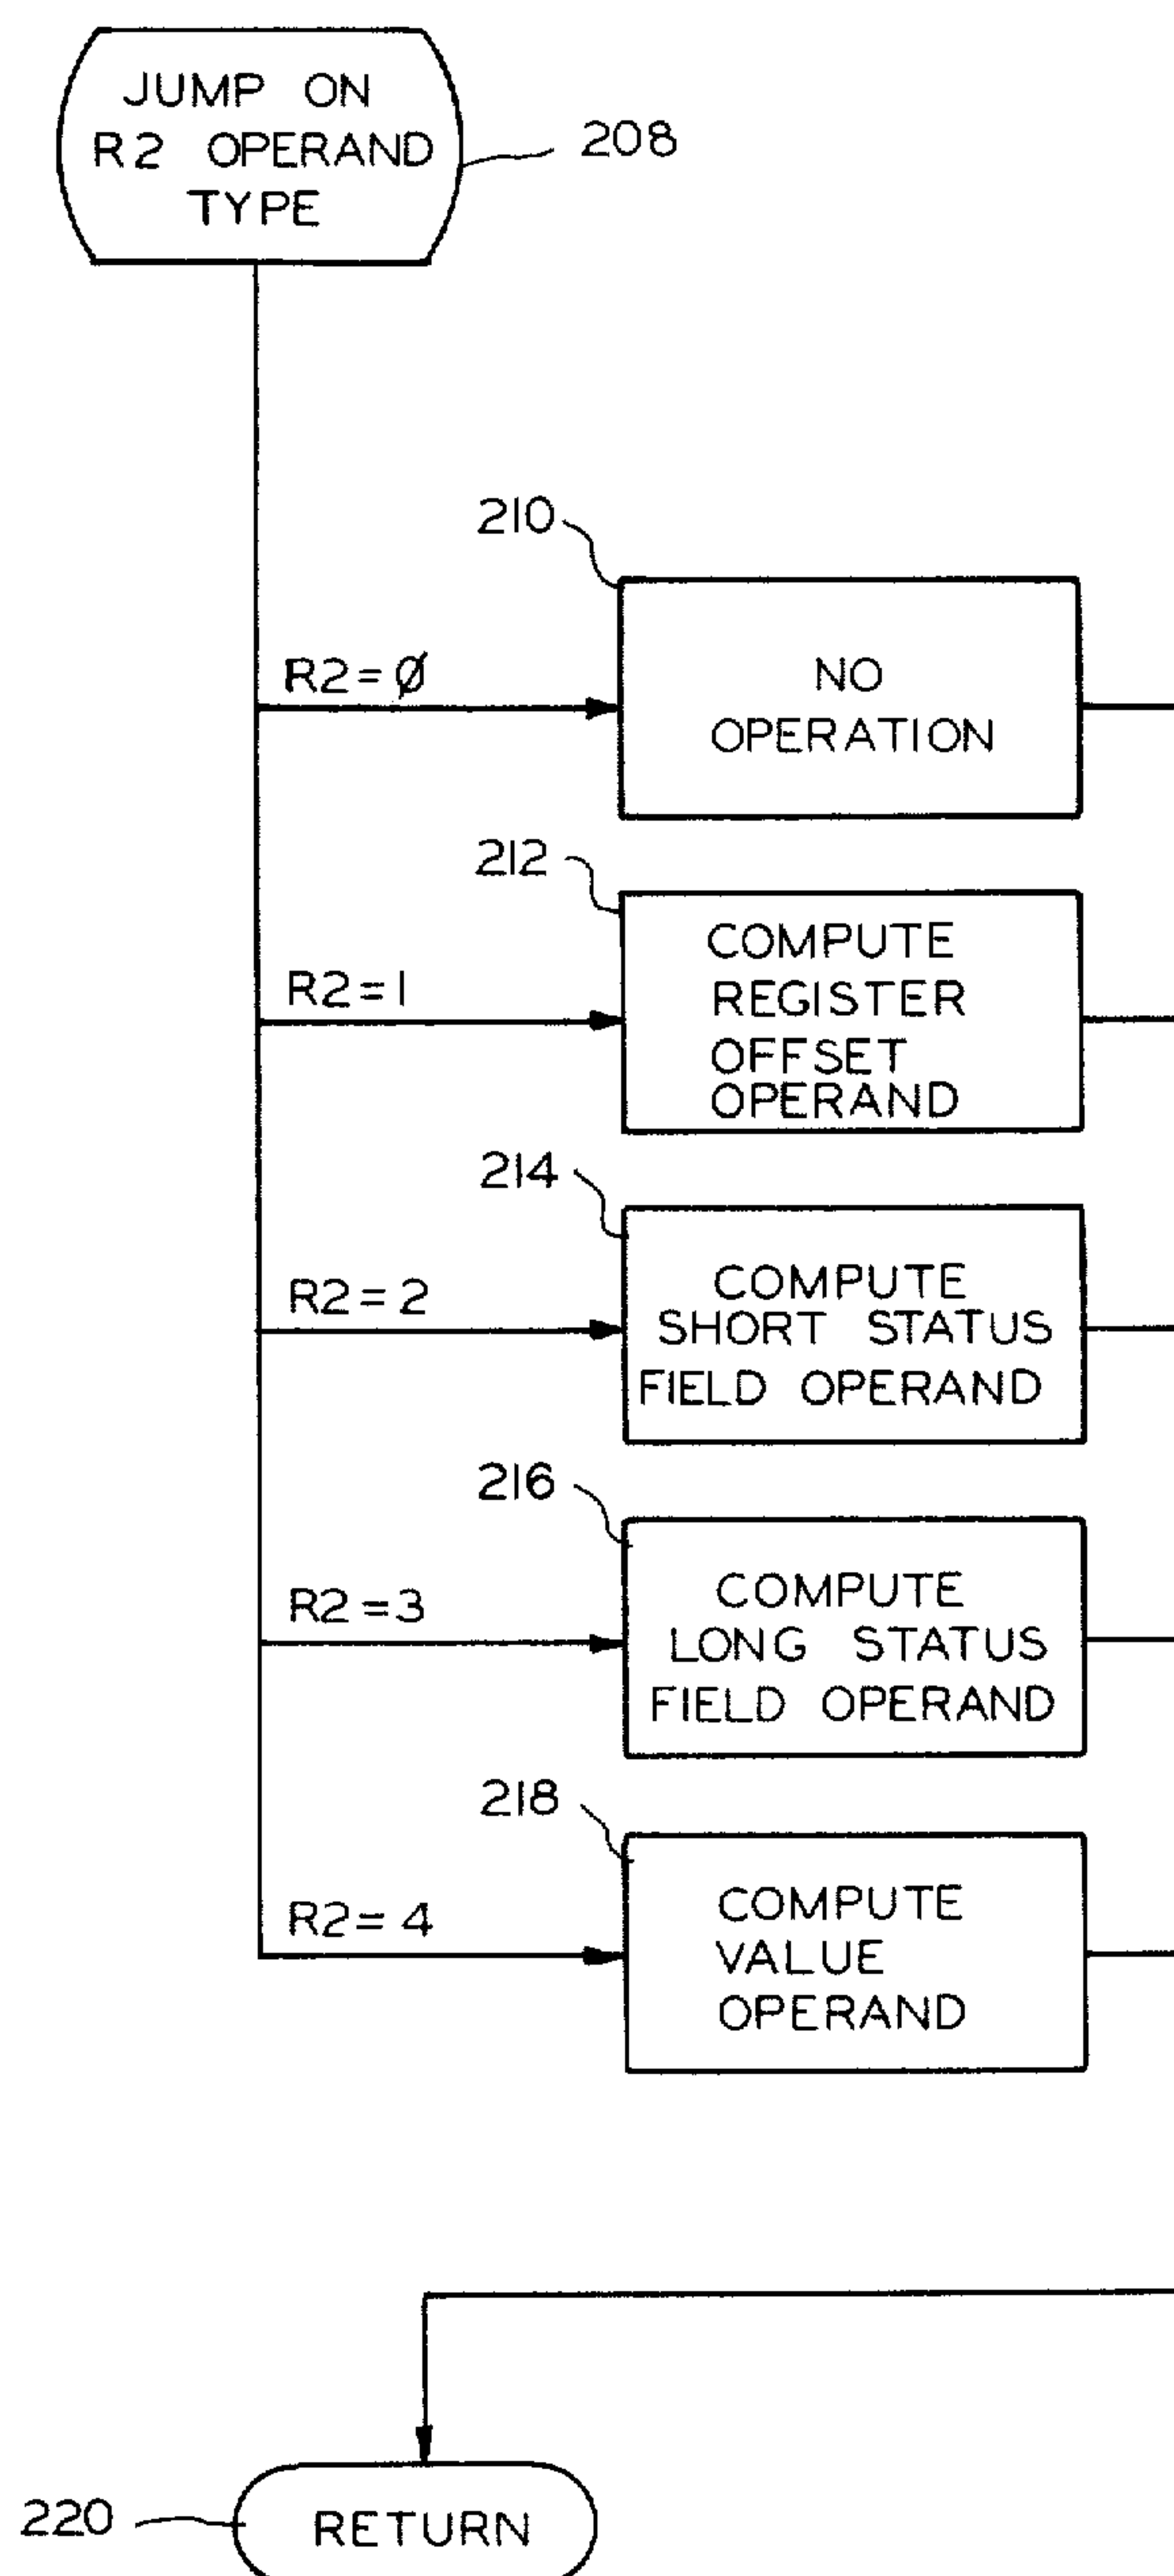 JUMP ON
R2 OPERAND
TYPE
208
210
R2=Ø
NO
OPERATION
212
R2=1
COMPUTE
REGISTER
OFFSET
OPERAND
214
R2=2
COMPUTE
SHORT STATUS
FIELD OPERAND
216
R2=3
COMPUTE
LONG STATUS
FIELD OPERAND
218
R2=4
COMPUTE
VALUE
OPERAND
220
RETURN